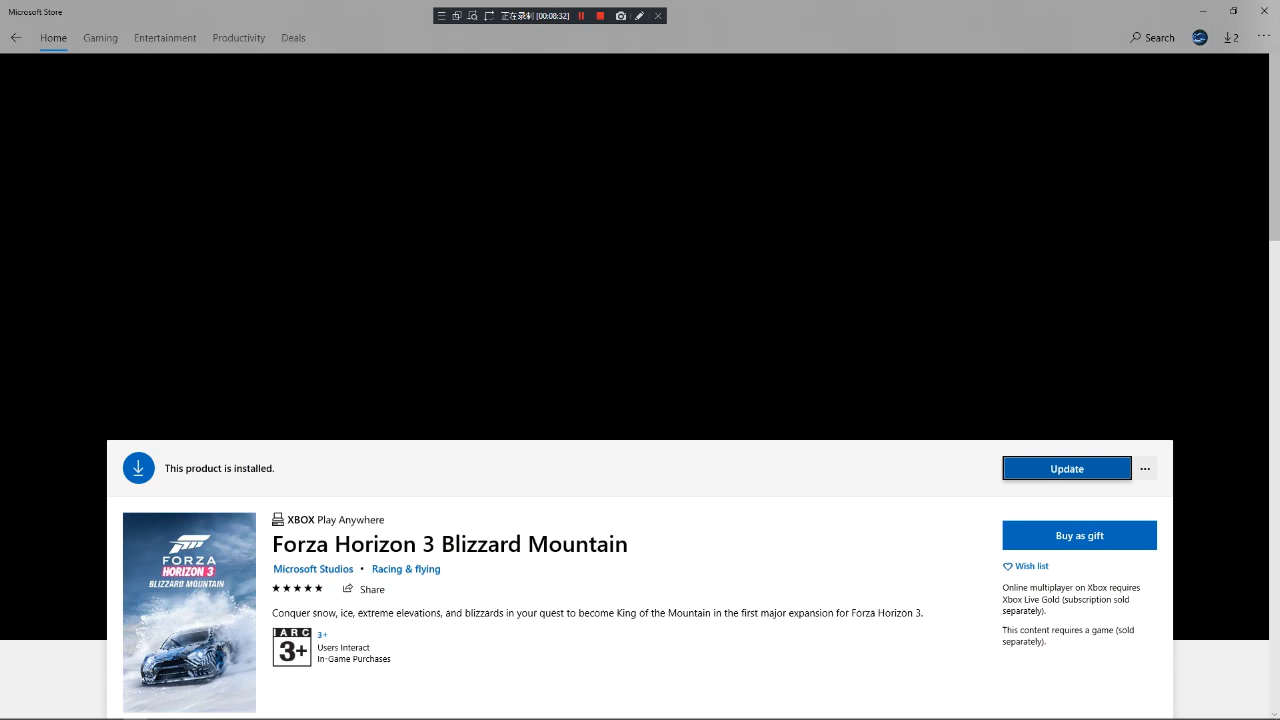 Microsoft Store
正在录制 [00:08:32]
Home Gaming Entertainment Productivity Deals
Search
2
This product is installed.
Update
XBOX Play Anywhere
Forza Horizon 3 Blizzard Mountain
Microsoft Studios • Racing & flying
Share
Conquer snow, ice, extreme elevations, and blizzards in your quest to become King of the Mountain in the first major expansion for Forza Horizon 3.
IARC
3+
3+
Users Interact
In-Game Purchases
FORZA
HORIZON 3
BLIZZARD MOUNTAIN
Buy as gift
Wish list
Online multiplayer on Xbox requires
Xbox Live Gold (subscription sold
separately).
This content requires a game (sold
separately).